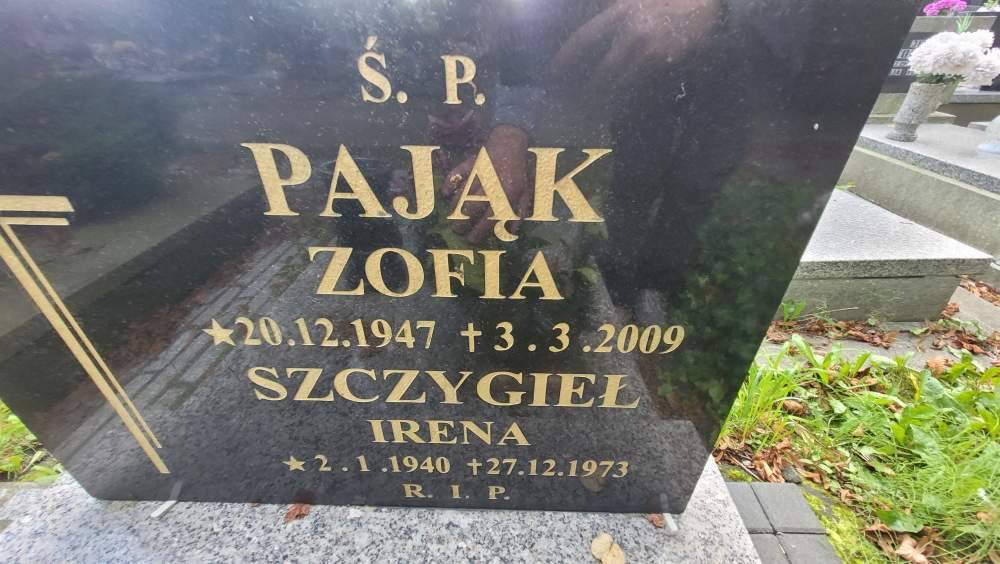 Ś. P.
PAJĄK
ZOFIA
★20.12.1947 ✝3.3.2009
SZCZYGIEŁ
IRENA
★2.1.1940 ✝27.12.1973
R. I. P.